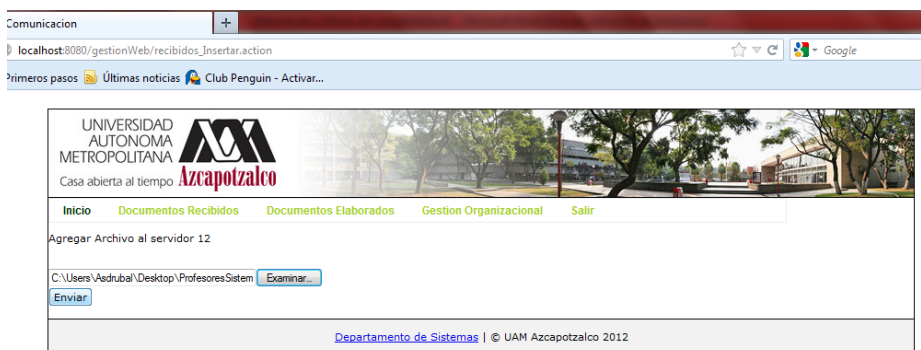 Comunicacion
localhost:8080/gestionWeb/recibidos_Insertar.action
Google
Primeros pasos Últimas noticias Club Penguin - Activar...
UNIVERSIDAD
AUTONOMA
METROPOLITANA
Casa abierta al tiempo Azcapotzalco
Inicio Documentos Recibidos Documentos Elaborados Gestion Organizacional Salir
Agregar Archivo al servidor 12
C:\Users\Asdrubal\Desktop\ProfesoresSistem Examinar...
Enviar
Departamento de Sistemas | © UAM Azcapotzalco 2012